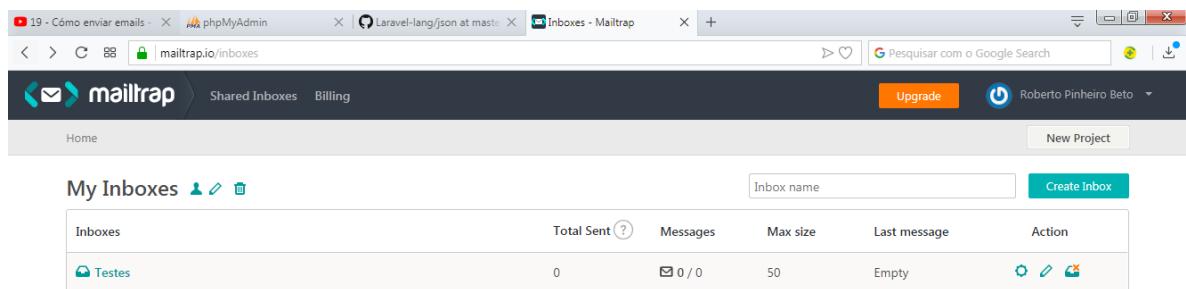 19 - Cómo enviar emails -
phpMyAdmin
Laravel-lang/json at maste
Inboxes - Mailtrap
mailtrap.io/inboxes
G Pesquisar com o Google Search
mailtrap
Shared Inboxes
Billing
Upgrade
Roberto Pinheiro Beto
Home
New Project
My Inboxes
Inbox name
Create Inbox
Inboxes Total Sent ? Messages Max size Last message Action
Testes 0 0 / 0 50 Empty